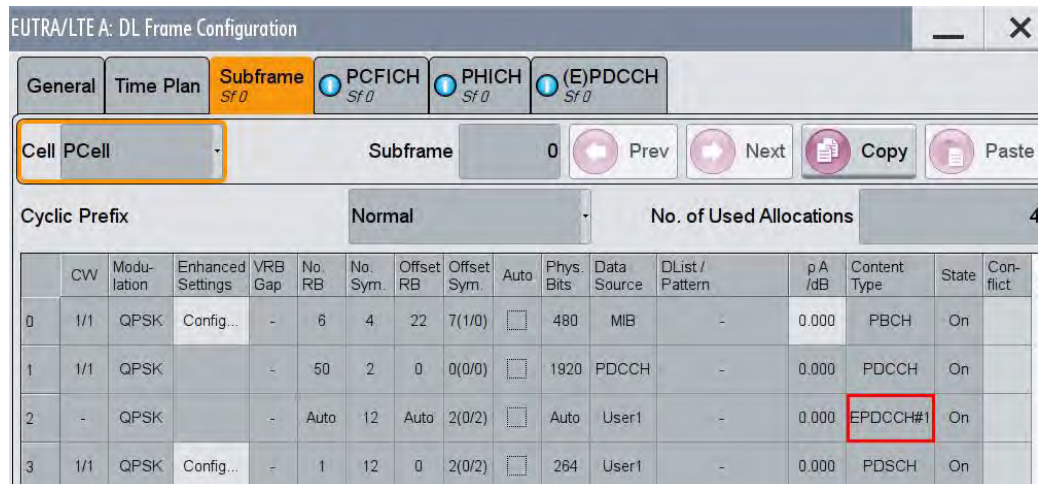 EUTRA/LTE A: DL Frame Configuration
General Time Plan Subframe Sf 0 PCFICH Sf 0 PHICH Sf 0 (E)PDCCH Sf 0
Cell PCell Subframe 0 Prev Next Copy Paste
Cyclic Prefix Normal No. of Used Allocations 4
CW Modu-lation Enhanced Settings VRB Gap No. RB No. Sym. Offset RB Offset Sym. Auto Phys. Bits Data Source DList / Pattern ρ A /dB Content Type State Con-flict
0 1/1 QPSK Config... - 6 4 22 7(1/0) 480 MIB - 0.000 PBCH On
1 1/1 QPSK - 50 2 0 0(0/0) 1920 PDCCH - 0.000 PDCCH On
2 - QPSK - Auto 12 Auto 2(0/2) Auto User1 - 0.000 EPDCCH#1 On
3 1/1 QPSK Config... - 1 12 0 2(0/2) 264 User1 - 0.000 PDSCH On